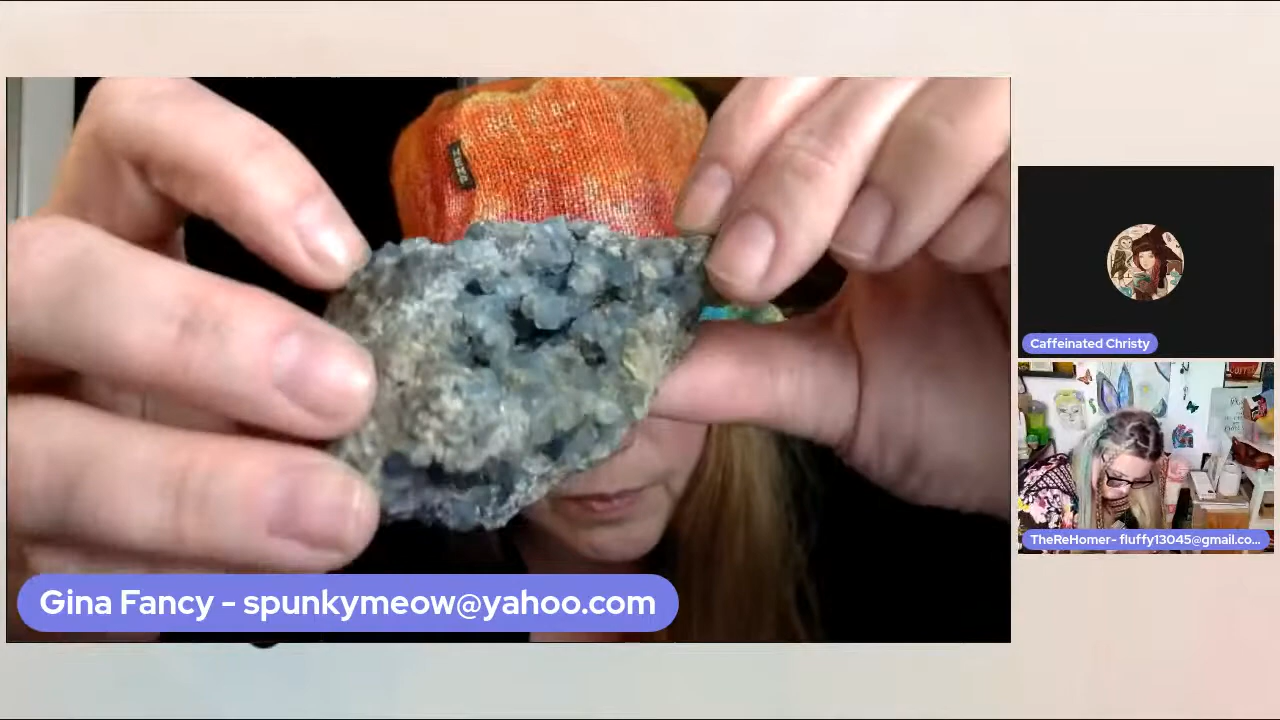 Gina Fancy - spunkymeow@yahoo.com
Caffeinated Christy
TheReHomer- fluffy13045@gmail.co...